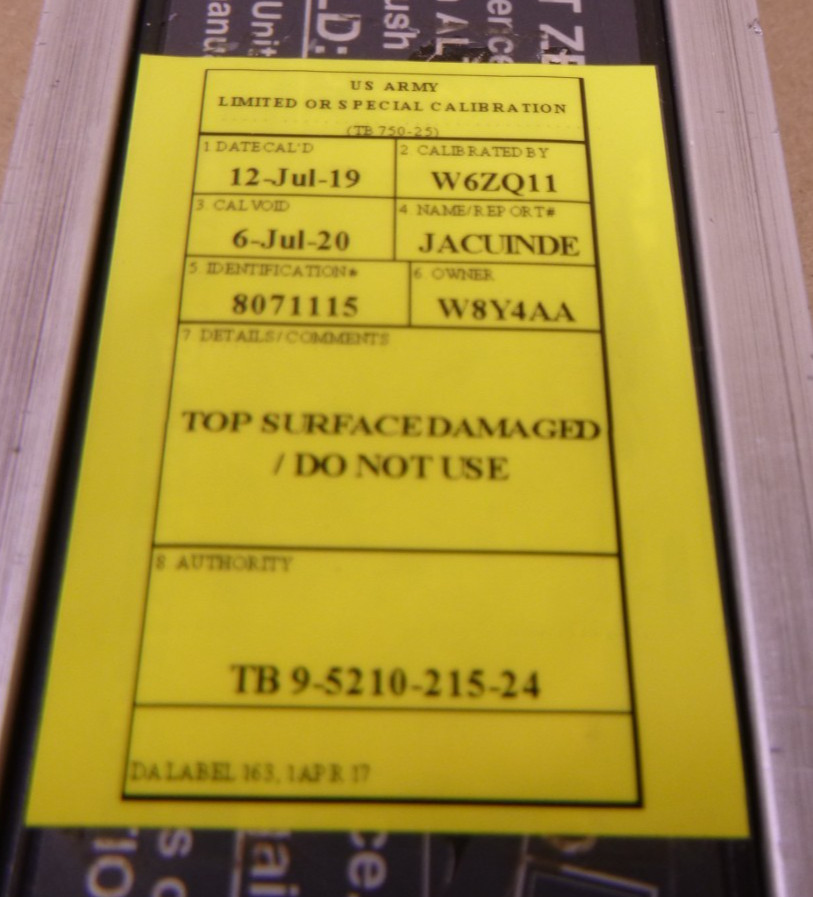 US ARMY
LIMITED OR SPECIAL CALIBRATION
(TB 750-25)
1 DATE CAL'D
12-Jul-19
2 CALIBRATED BY
W6ZQ11
3 CAL VOID
6-Jul-20
4 NAME/REPORT#
JACUINDE
5 IDENTIFICATION#
8071115
6 OWNER
W8Y4AA
7 DETAILS/COMMENTS
TOP SURFACE DAMAGED
/ DO NOT USE
8 AUTHORITY
TB 9-5210-215-24
DA LABEL 163, 1 APR 17